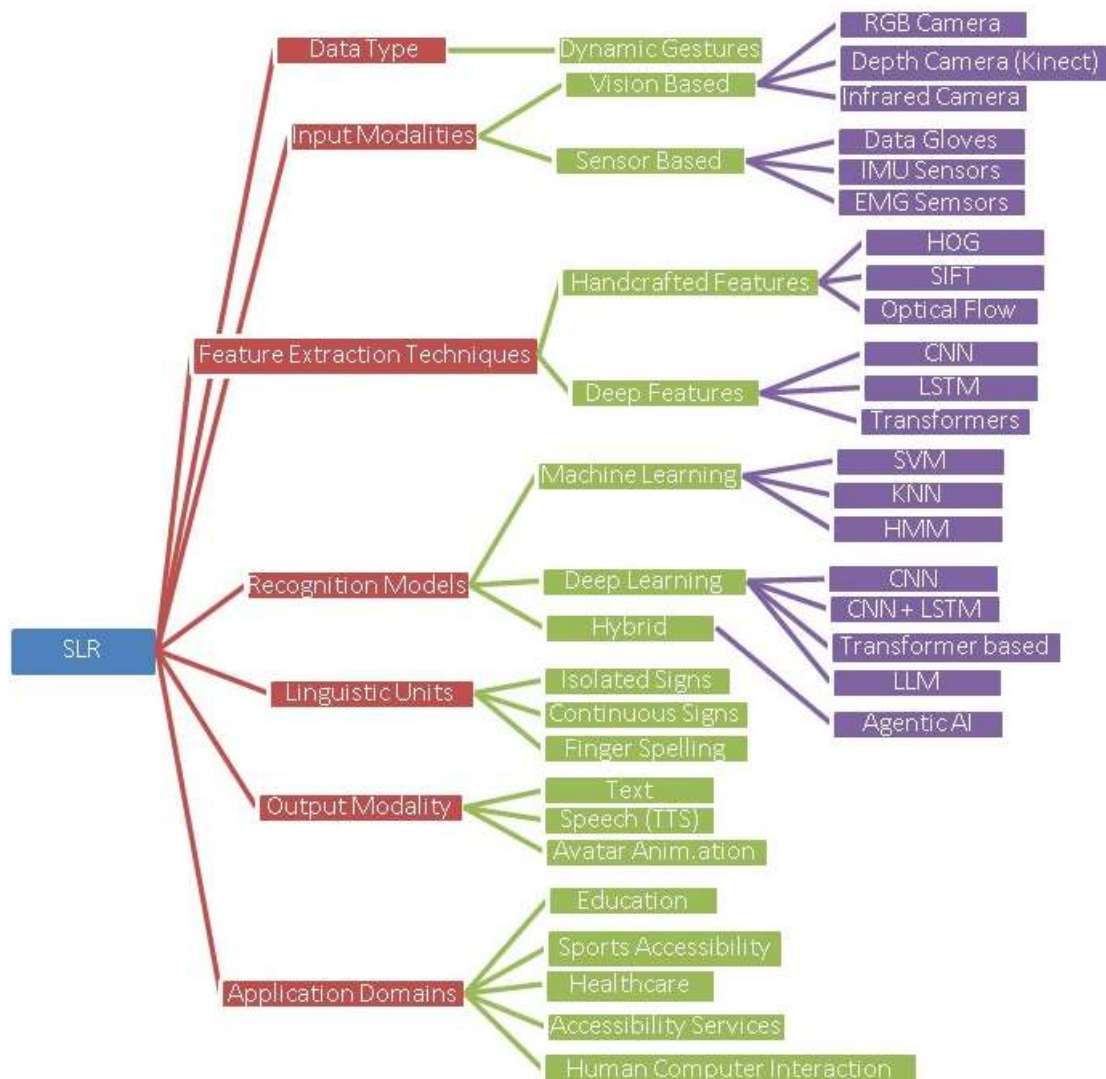 SLR
Data Type
Dynamic Gestures
Input Modalities
Vision Based
RGB Camera
Depth Camera (Kinect)
Infrared Camera
Sensor Based
Data Gloves
IMU Sensors
EMG Semsors
Feature Extraction Techniques
Handcrafted Features
HOG
SIFT
Optical Flow
Deep Features
CNN
LSTM
Transformers
Recognition Models
Machine Learning
SVM
KNN
HMM
Deep Learning
CNN
CNN + LSTM
Transformer based
LLM
Hybrid
Agentic AI
Linguistic Units
Isolated Signs
Continuous Signs
Finger Spelling
Output Modality
Text
Speech (TTS)
Avatar Anim.ation
Application Domains
Education
Sports Accessibility
Healthcare
Accessibility Services
Human Computer Interaction